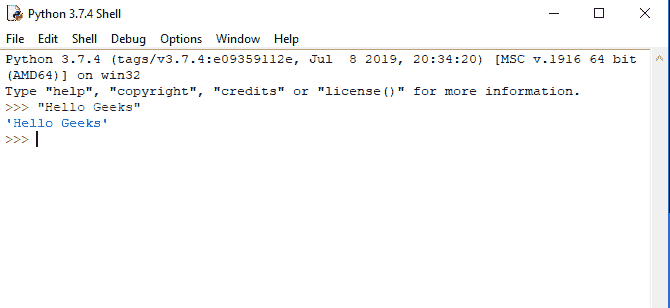 Python 3.7.4 Shell
File Edit Shell Debug Options Window Help
Python 3.7.4 (tags/v3.7.4:e09359112e, Jul  8 2019, 20:34:20) [MSC v.1916 64 bit
(AMD64)] on win32
Type "help", "copyright", "credits" or "license()" for more information.
>>> "Hello Geeks"
'Hello Geeks'
>>>